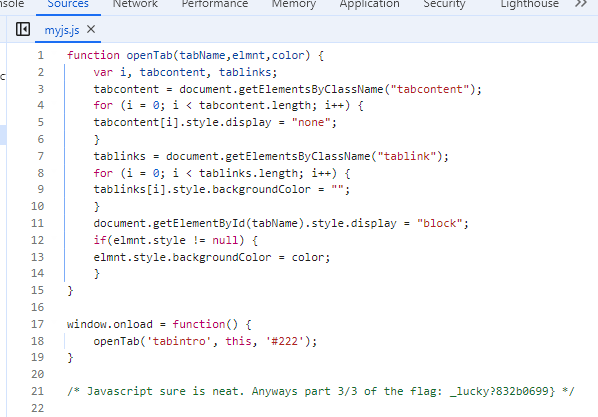 nsole Sources Network Performance Memory Application Security Lighthouse
myjs.js
c
1 function openTab(tabName,elmnt,color) {
2 var i, tabcontent, tablinks;
3 tabcontent = document.getElementsByClassName("tabcontent");
4 for (i = 0; i < tabcontent.length; i++) {
5 tabcontent[i].style.display = "none";
6 }
7 tablinks = document.getElementsByClassName("tablink");
8 for (i = 0; i < tablinks.length; i++) {
9 tablinks[i].style.backgroundColor = "";
10 }
11 document.getElementById(tabName).style.display = "block";
12 if(elmnt.style != null) {
13 elmnt.style.backgroundColor = color;
14 }
15 }
16
17 window.onload = function() {
18 openTab('tabintro', this, '#222');
19 }
20
21 /* Javascript sure is neat. Anyways part 3/3 of the flag: _lucky?832b0699} */
22